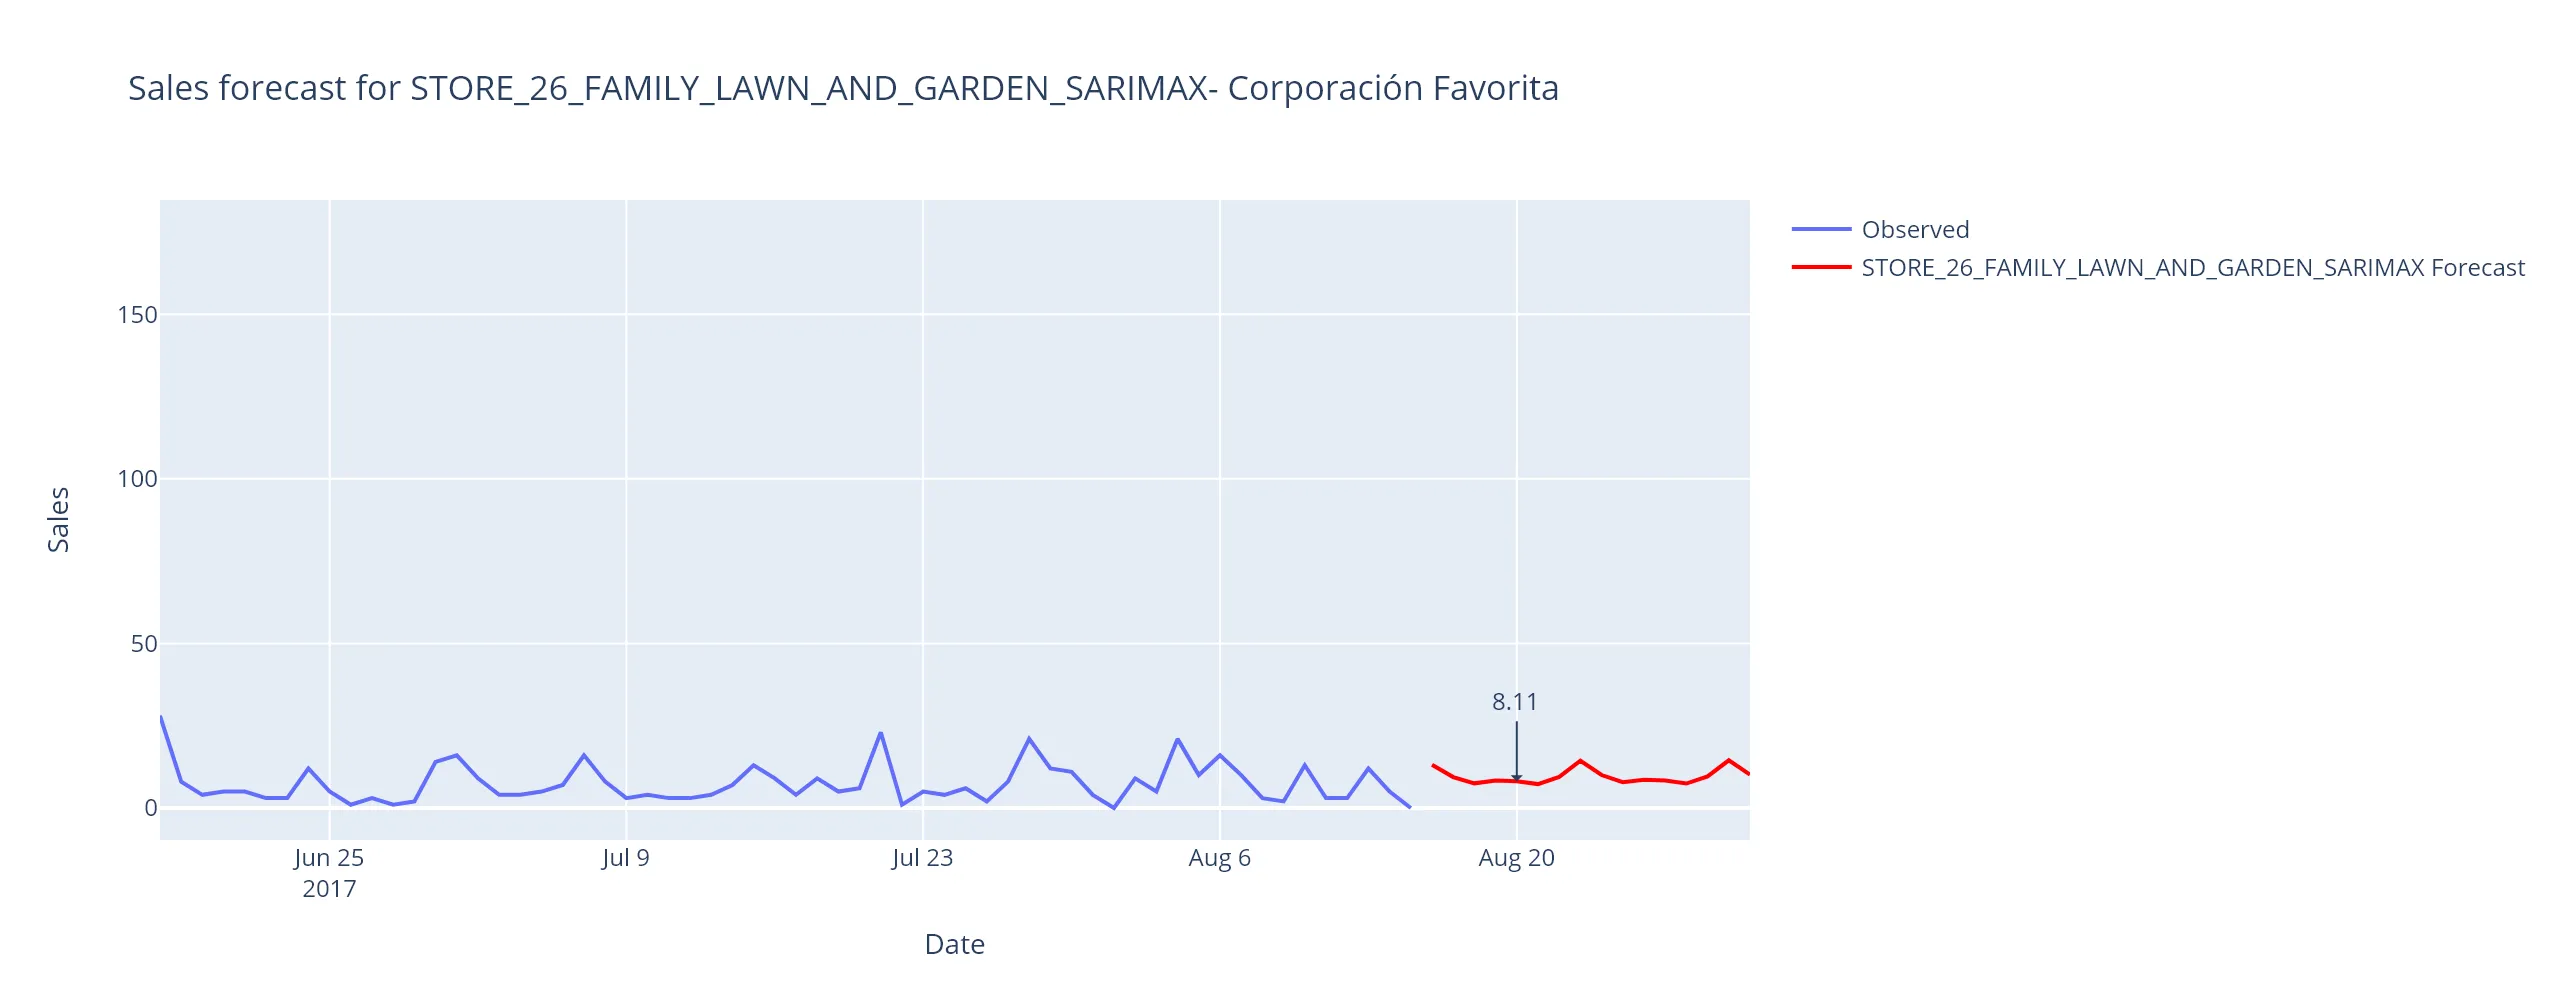 Sales forecast for STORE_26_FAMILY_LAWN_AND_GARDEN_SARIMAX- Corporación Favorita
Observed
STORE_26_FAMILY_LAWN_AND_GARDEN_SARIMAX Forecast
150
100
50
0
Sales
8.11
Jun 25
2017
Jul 9
Jul 23
Aug 6
Aug 20
Date